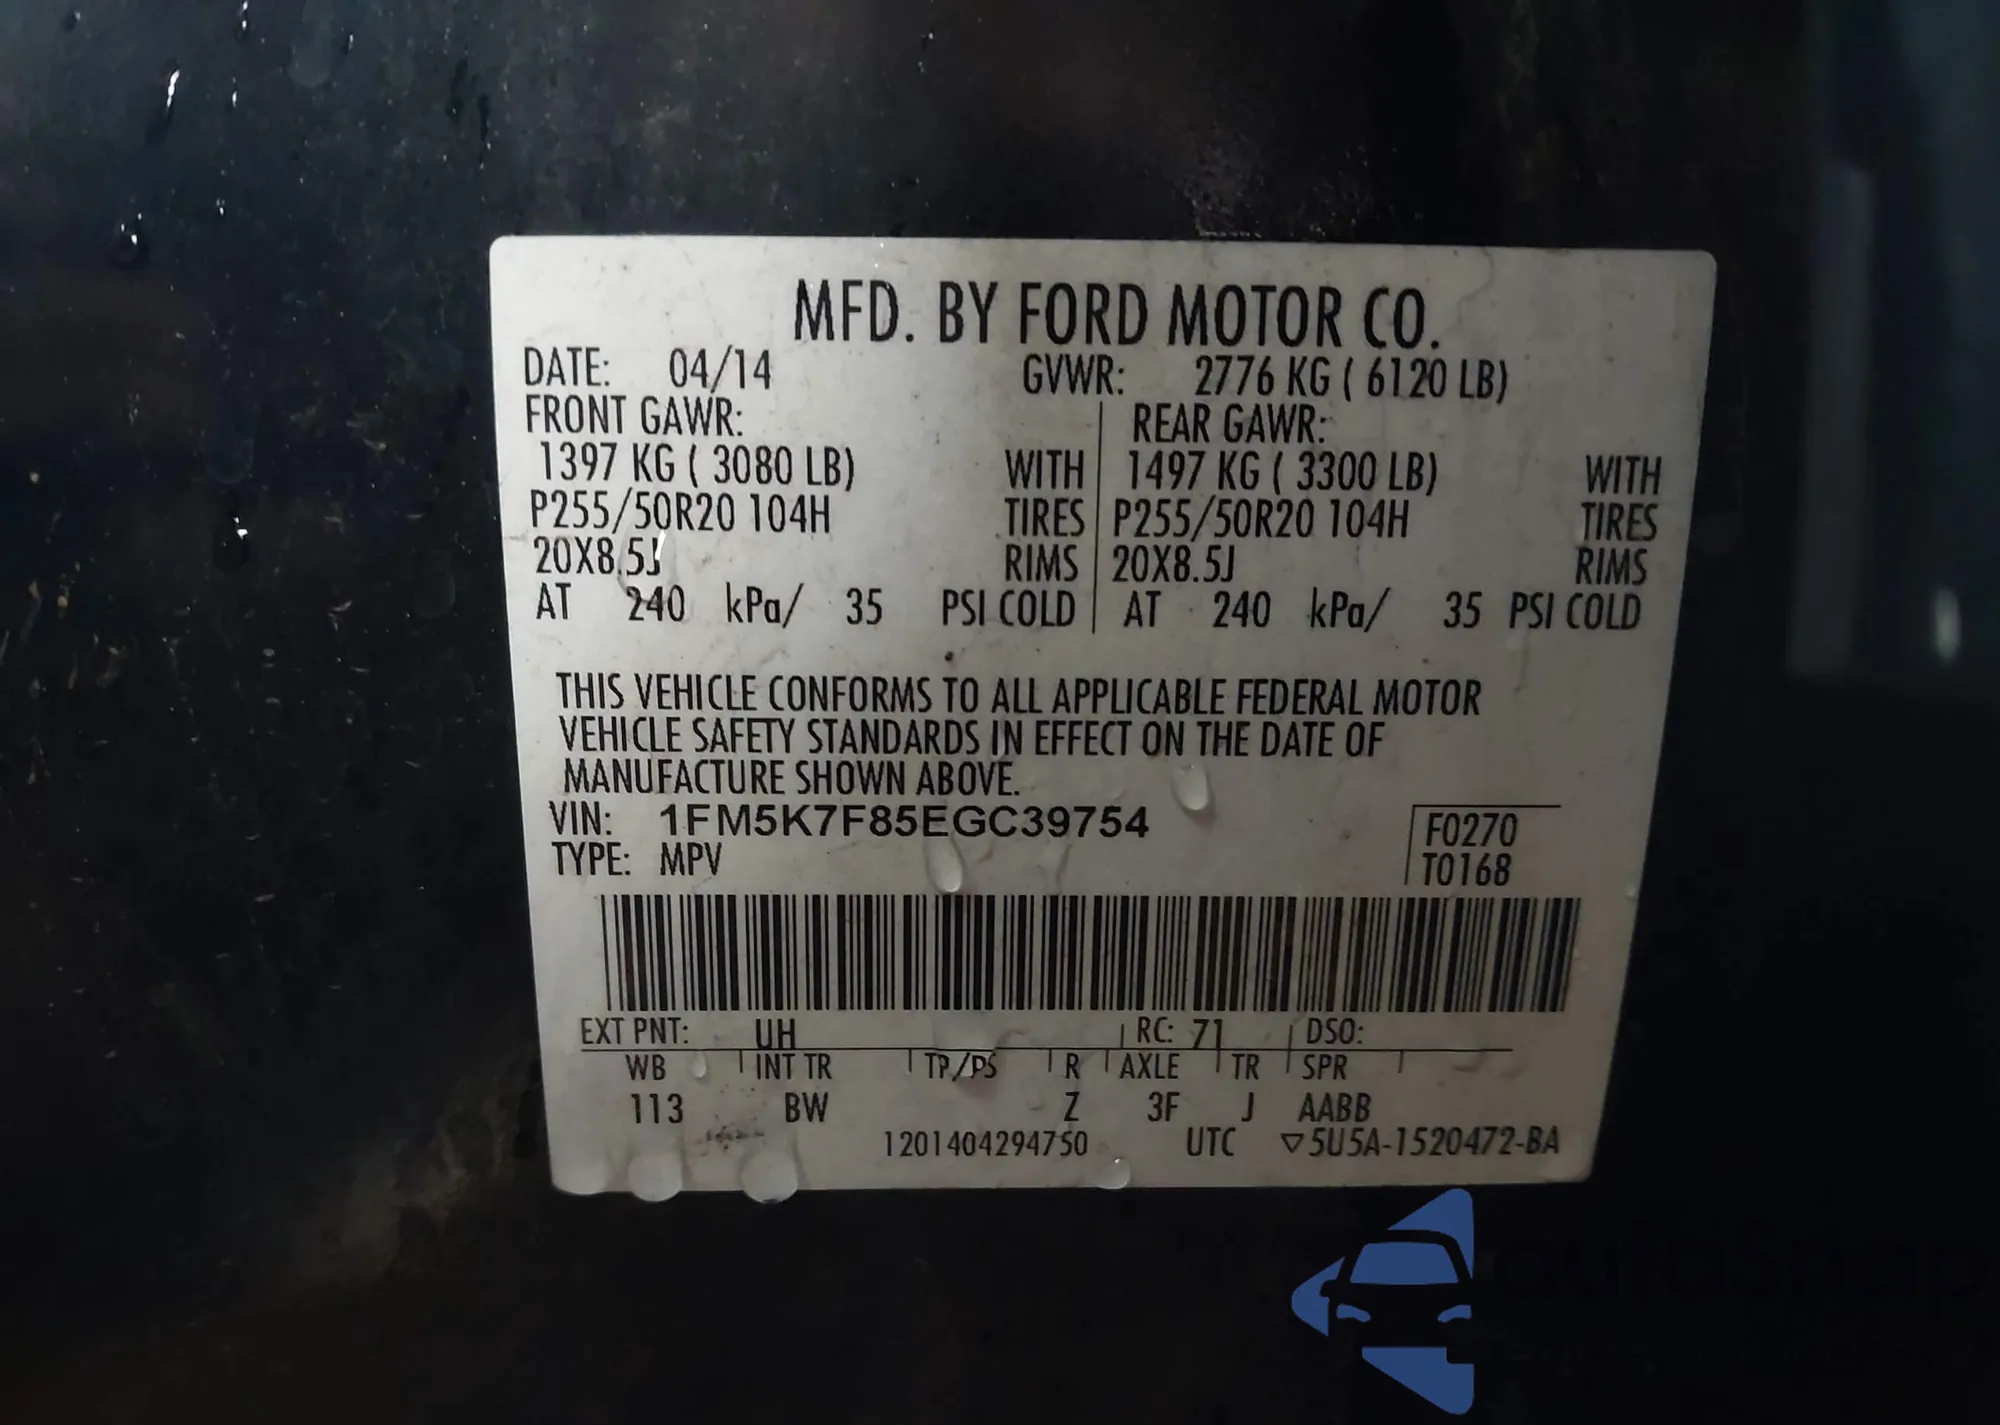 MFD. BY FORD MOTOR CO.
DATE: 04/14 GVWR: 2776 KG ( 6120 LB)
FRONT GAWR: REAR GAWR:
1397 KG ( 3080 LB) WITH 1497 KG ( 3300 LB) WITH
P255/50R20 104H TIRES P255/50R20 104H TIRES
20X8.5J RIMS 20X8.5J RIMS
AT 240 kPa/ 35 PSI COLD AT 240 kPa/ 35 PSI COLD
THIS VEHICLE CONFORMS TO ALL APPLICABLE FEDERAL MOTOR
VEHICLE SAFETY STANDARDS IN EFFECT ON THE DATE OF
MANUFACTURE SHOWN ABOVE.
VIN: 1FM5K7F85EGC39754
F0270
TYPE: MPV
T0168
EXT PNT: UH RC: 71 DSO:
WB INT TR TP/PS R AXLE TR SPR
113 BW Z 3F J AABB
1201404294750 UTC ▽5U5A-1520472-BA